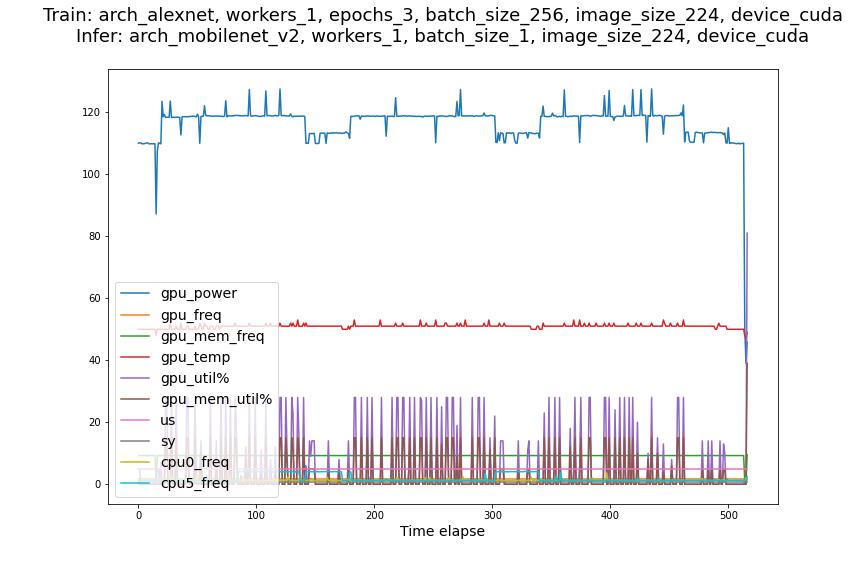 Train: arch_alexnet, workers_1, epochs_3, batch_size_256, image_size_224, device_cuda
Infer: arch_mobilenet_v2, workers_1, batch_size_1, image_size_224, device_cuda
120
100
80
60
40
20
0
gpu_power
gpu_freq
gpu_mem_freq
gpu_temp
gpu_util%
gpu_mem_util%
us
sy
cpu0_freq
cpu5_freq
0 100 200 300 400 500
Time elapse